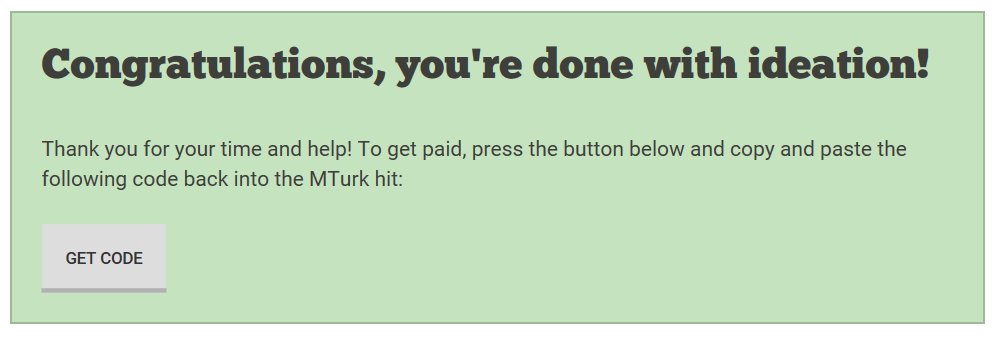 Congratulations, you're done with ideation!
Thank you for your time and help! To get paid, press the button below and copy and paste the
following code back into the MTurk hit:
GET CODE